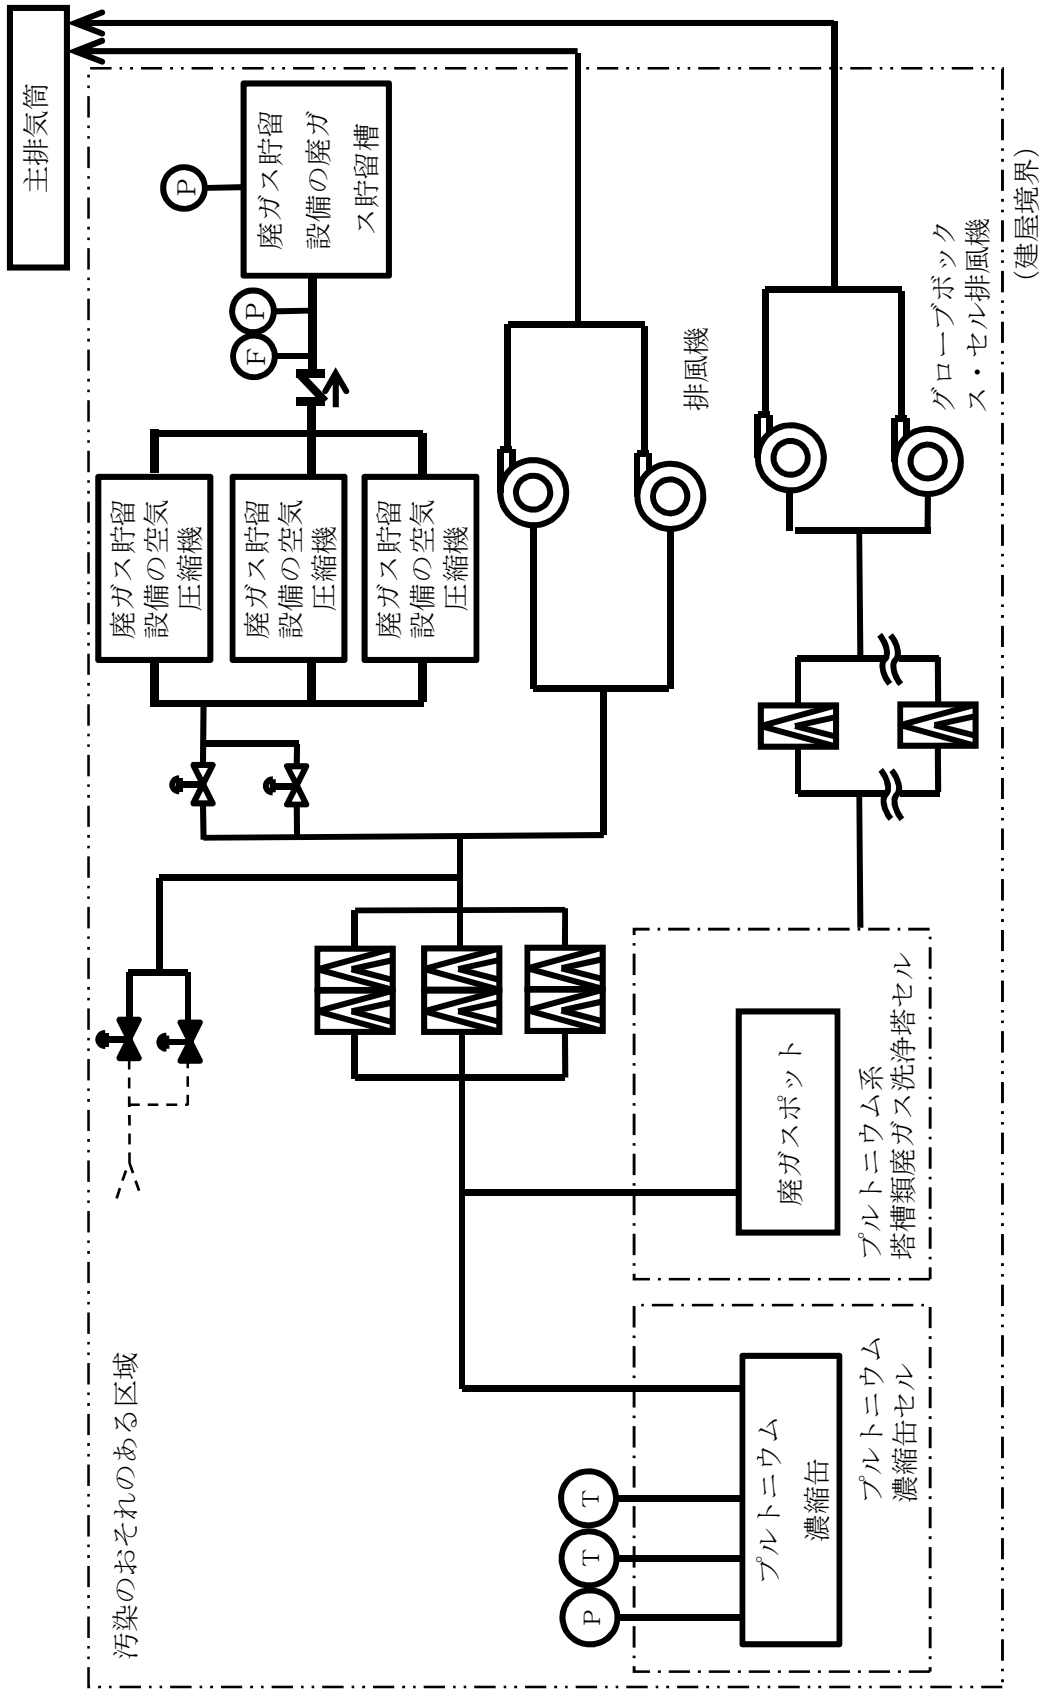 主排気筒
汚染のおそれのある区域
廃ガス貯留
設備の空気
圧縮機
P
廃ガス貯留
設備の空気
圧縮機
F
P
廃ガス貯留
設備の廃ガ
ス貯留槽
廃ガス貯留
設備の空気
圧縮機
P
T
T
排風機
プルトニウム
濃縮缶
廃ガスポット
プルトニウム
濃縮缶セル
プルトニウム系
塔槽類廃ガス洗浄塔セル
グローブボック
ス・セル排風機
(建屋境界)